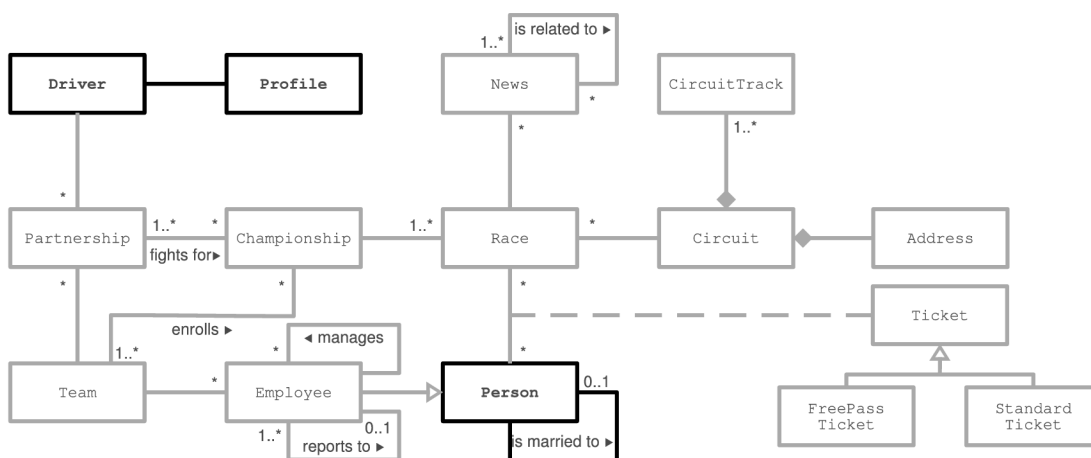 is related to ►
1..*
Driver
Profile
News
CircuitTrack
*
1..*
*
*
1..*
*
1..*
*
Partnership
Championship
Race
Circuit
Address
fights for►
*
*
*
Ticket
enrolls ►
◄ manages
1..*
*
*
0..1
Team
*
Employee
Person
FreePass
Ticket
Standard
Ticket
1..*
0..1
reports to ►
is married to ►